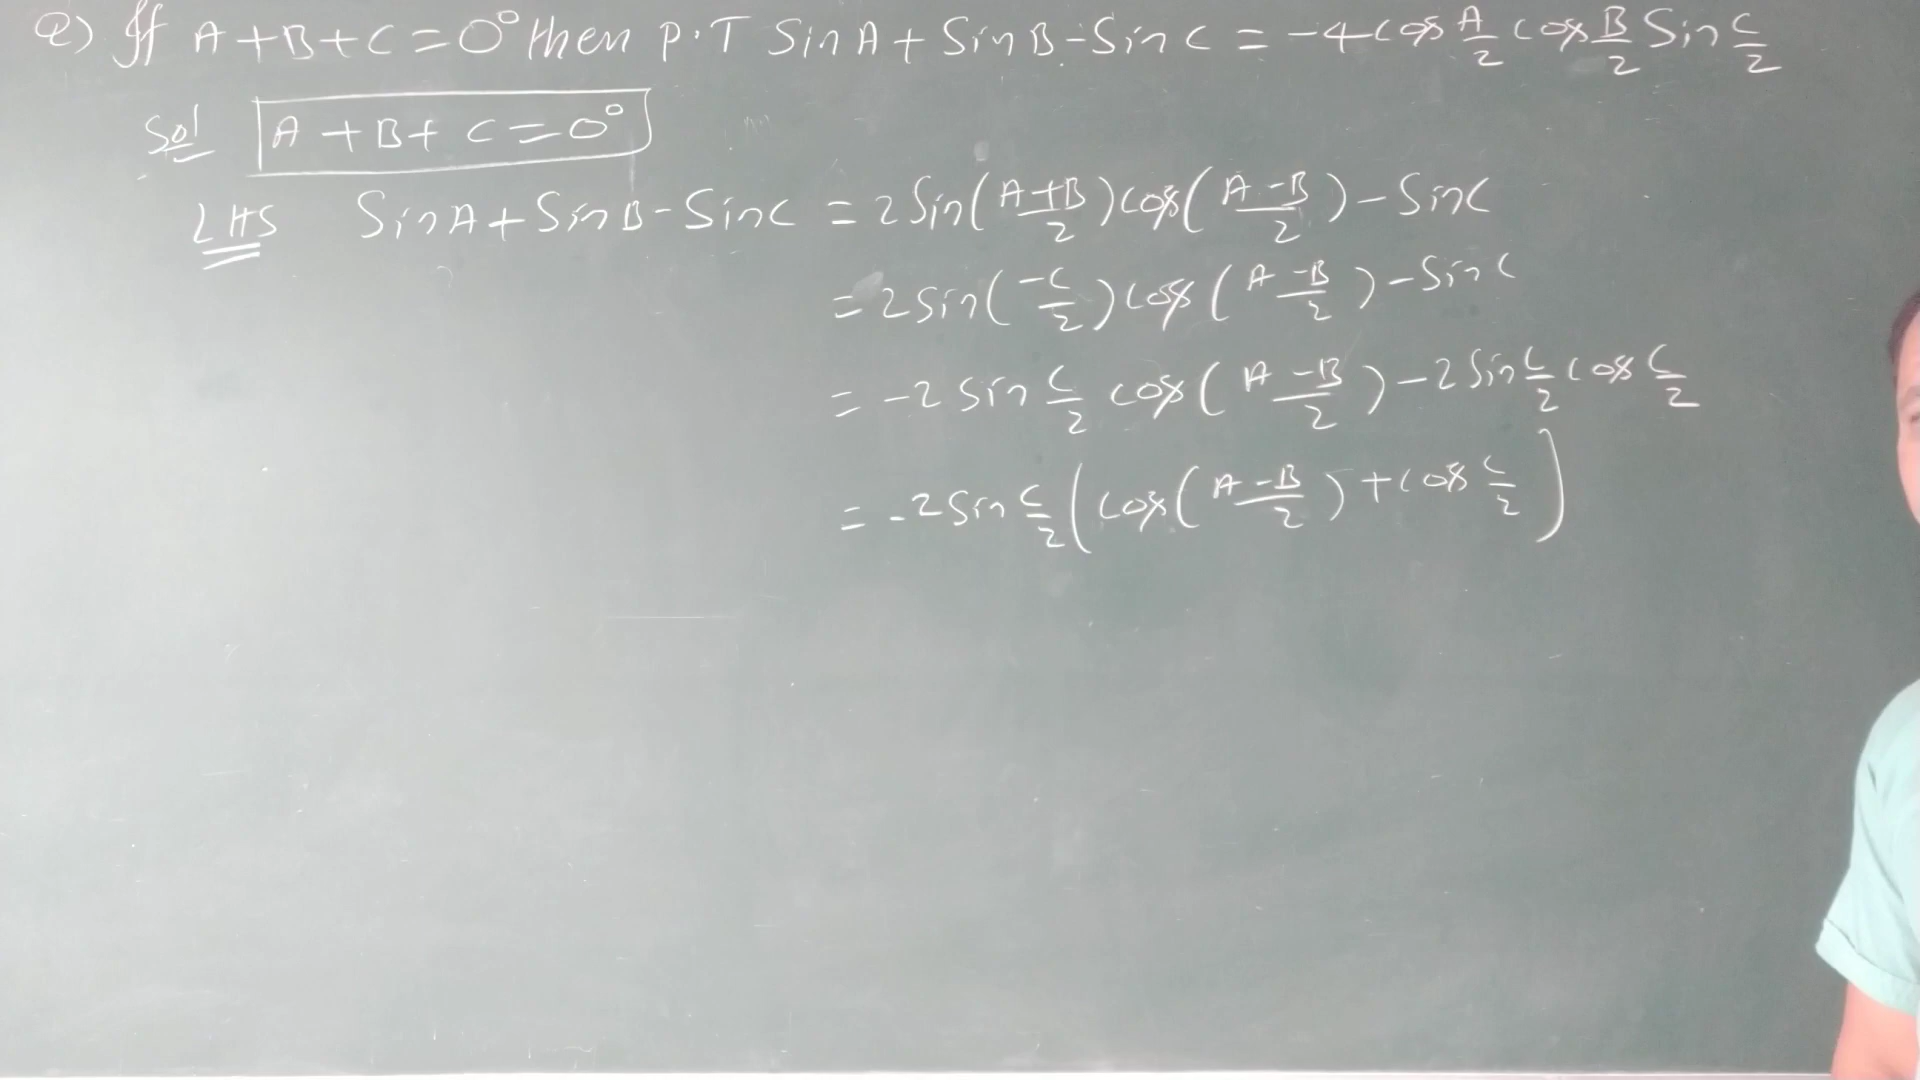 Q) If A+B+C=0° then P.T SinA+SinB-SinC = -4cos A/2 cos B/2 Sin C/2
Sol A+B+C=0°
LHS SinA+SinB-SinC = 2Sin(A+B/2)cos(A-B/2)-SinC
=2Sin(-C/2)cos(A-B/2)-SinC
= -2 Sin C/2 cos(A-B/2)-2Sin C/2 cos C/2
= -2Sin C/2 (cos(A-B/2)+cos C/2)